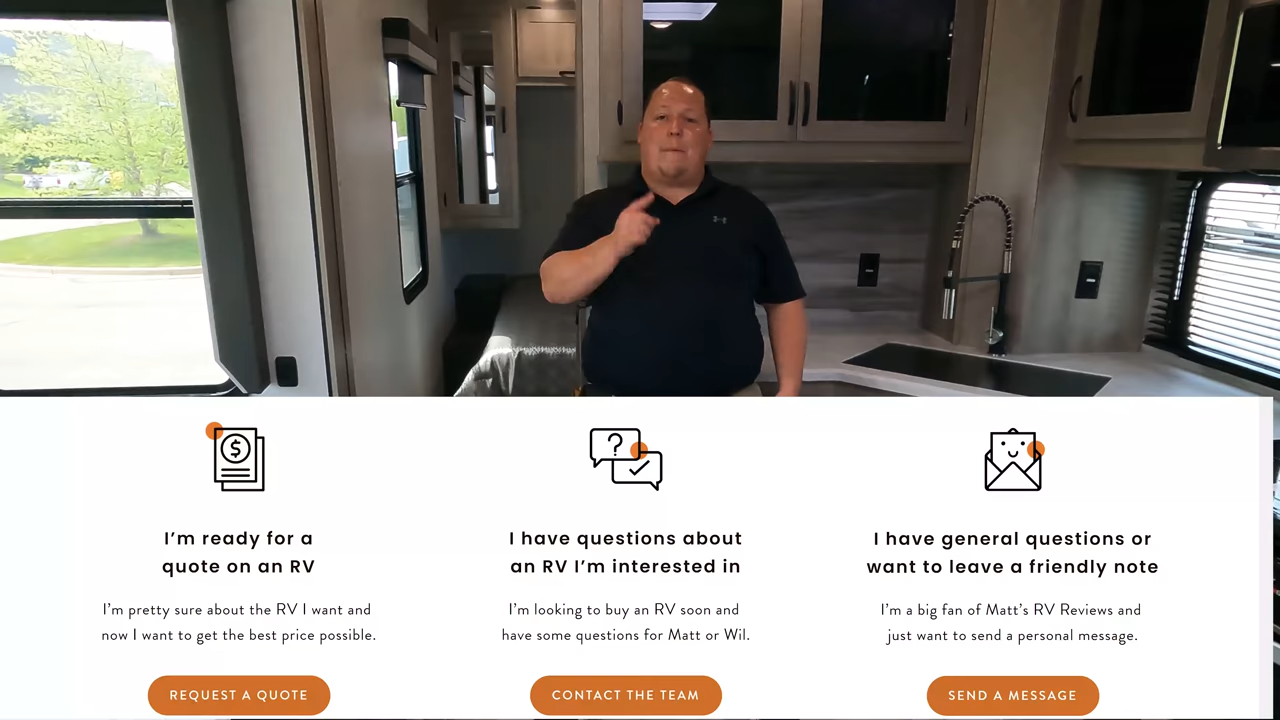 I'm ready for a
quote on an RV
I'm pretty sure about the RV I want and
now I want to get the best price possible.
REQUEST A QUOTE
I have questions about
an RV I'm interested in
I'm looking to buy an RV soon and
have some questions for Matt or Wil.
CONTACT THE TEAM
I have general questions or
want to leave a friendly note
I'm a big fan of Matt's RV Reviews and
just want to send a personal message.
SEND A MESSAGE